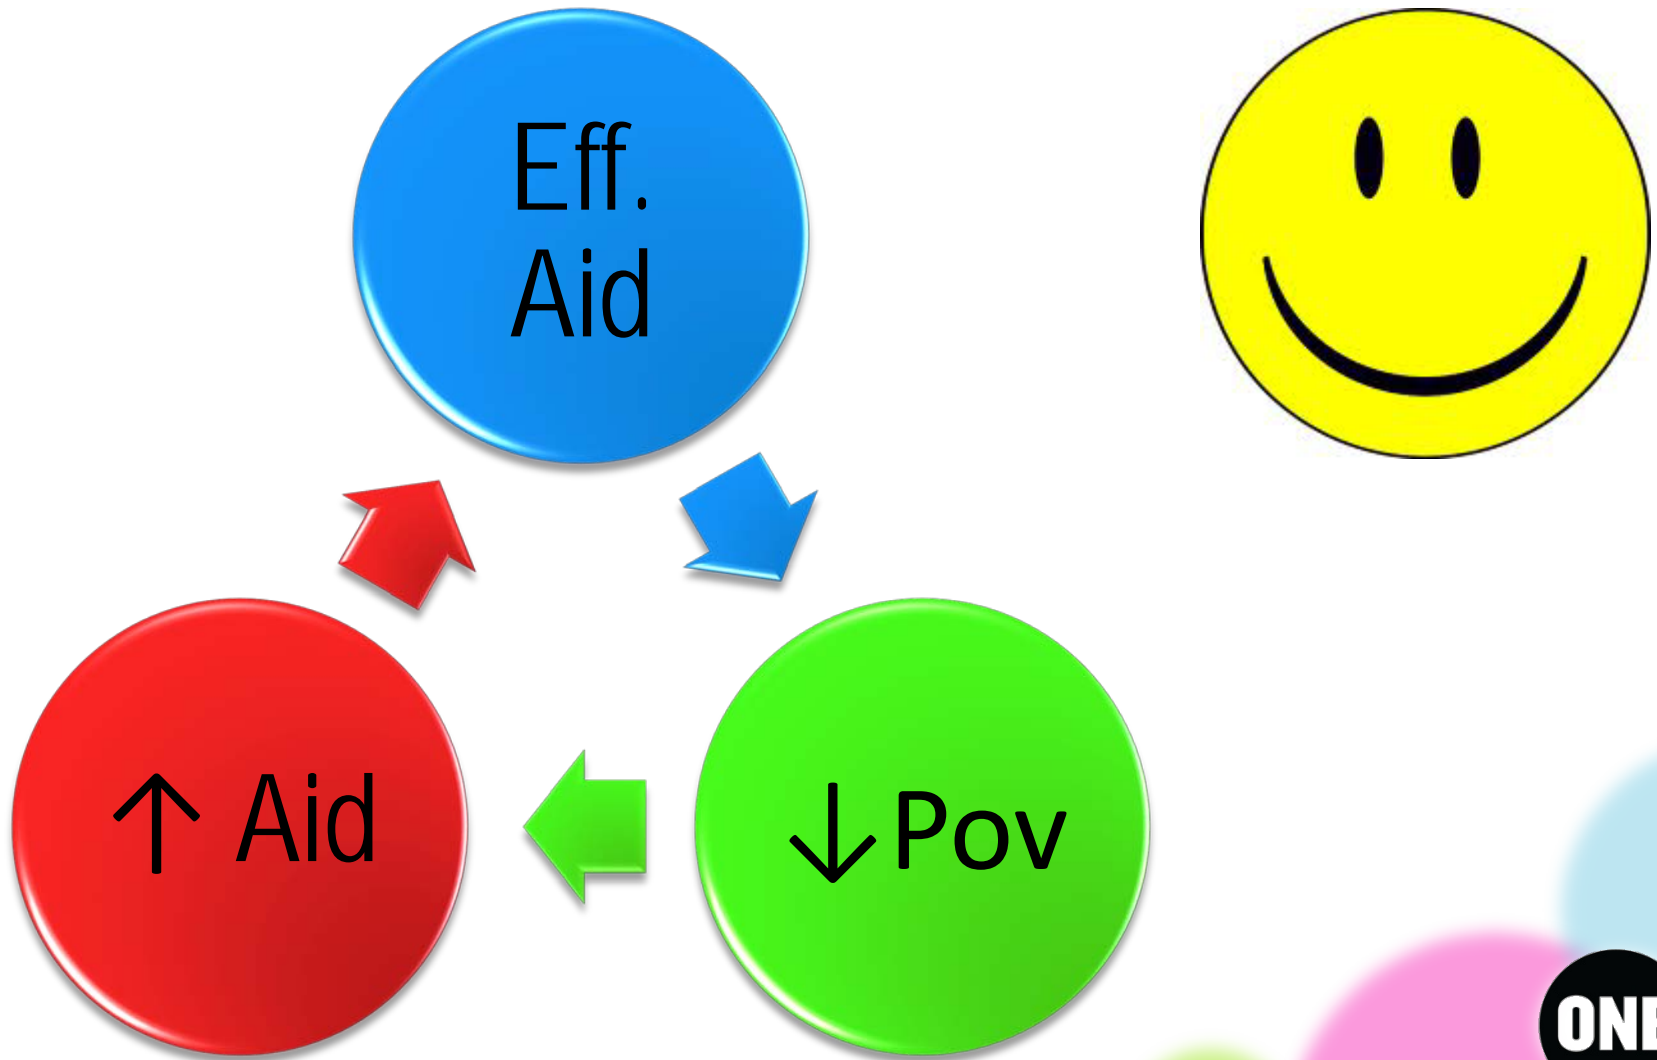 Eff.
Aid
↑ Aid
↓Pov
ONE